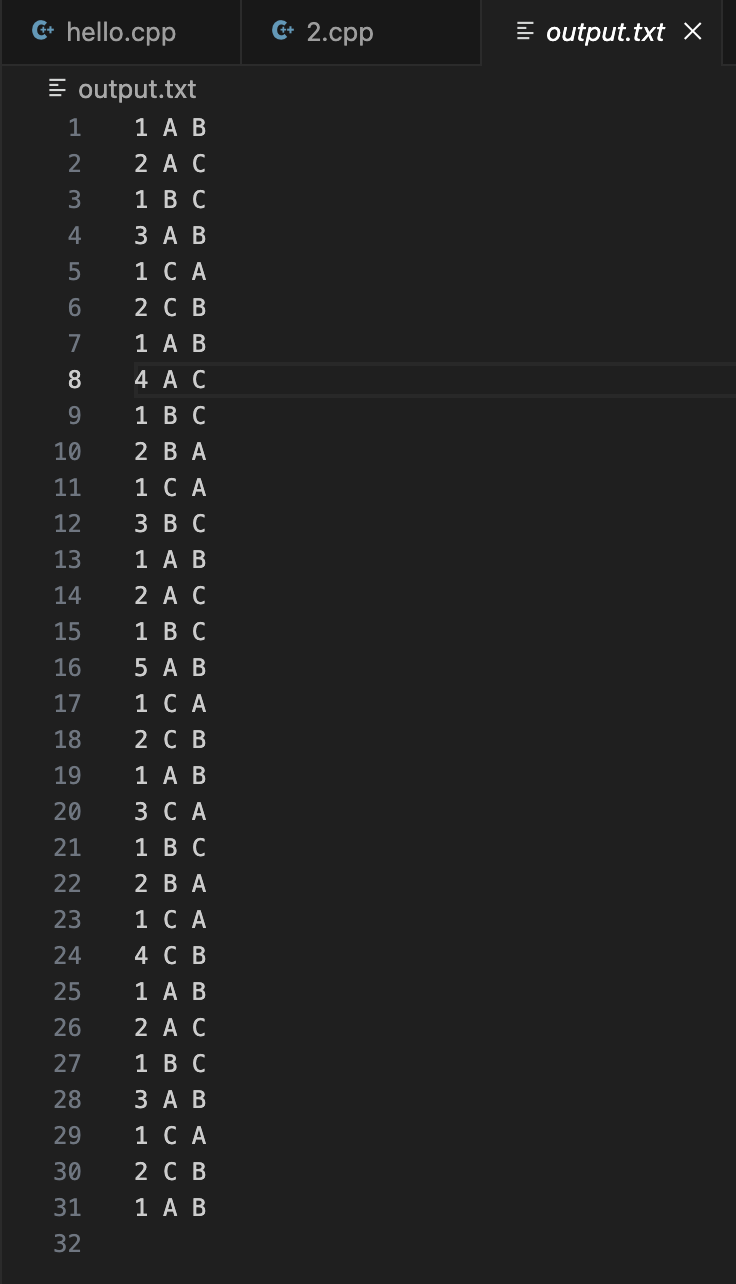 hello.cpp 2.cpp output.txt
output.txt
1 1 A B
2 2 A C
3 1 B C
4 3 A B
5 1 C A
6 2 C B
7 1 A B
8 4 A C
9 1 B C
10 2 B A
11 1 C A
12 3 B C
13 1 A B
14 2 A C
15 1 B C
16 5 A B
17 1 C A
18 2 C B
19 1 A B
20 3 C A
21 1 B C
22 2 B A
23 1 C A
24 4 C B
25 1 A B
26 2 A C
27 1 B C
28 3 A B
29 1 C A
30 2 C B
31 1 A B
32